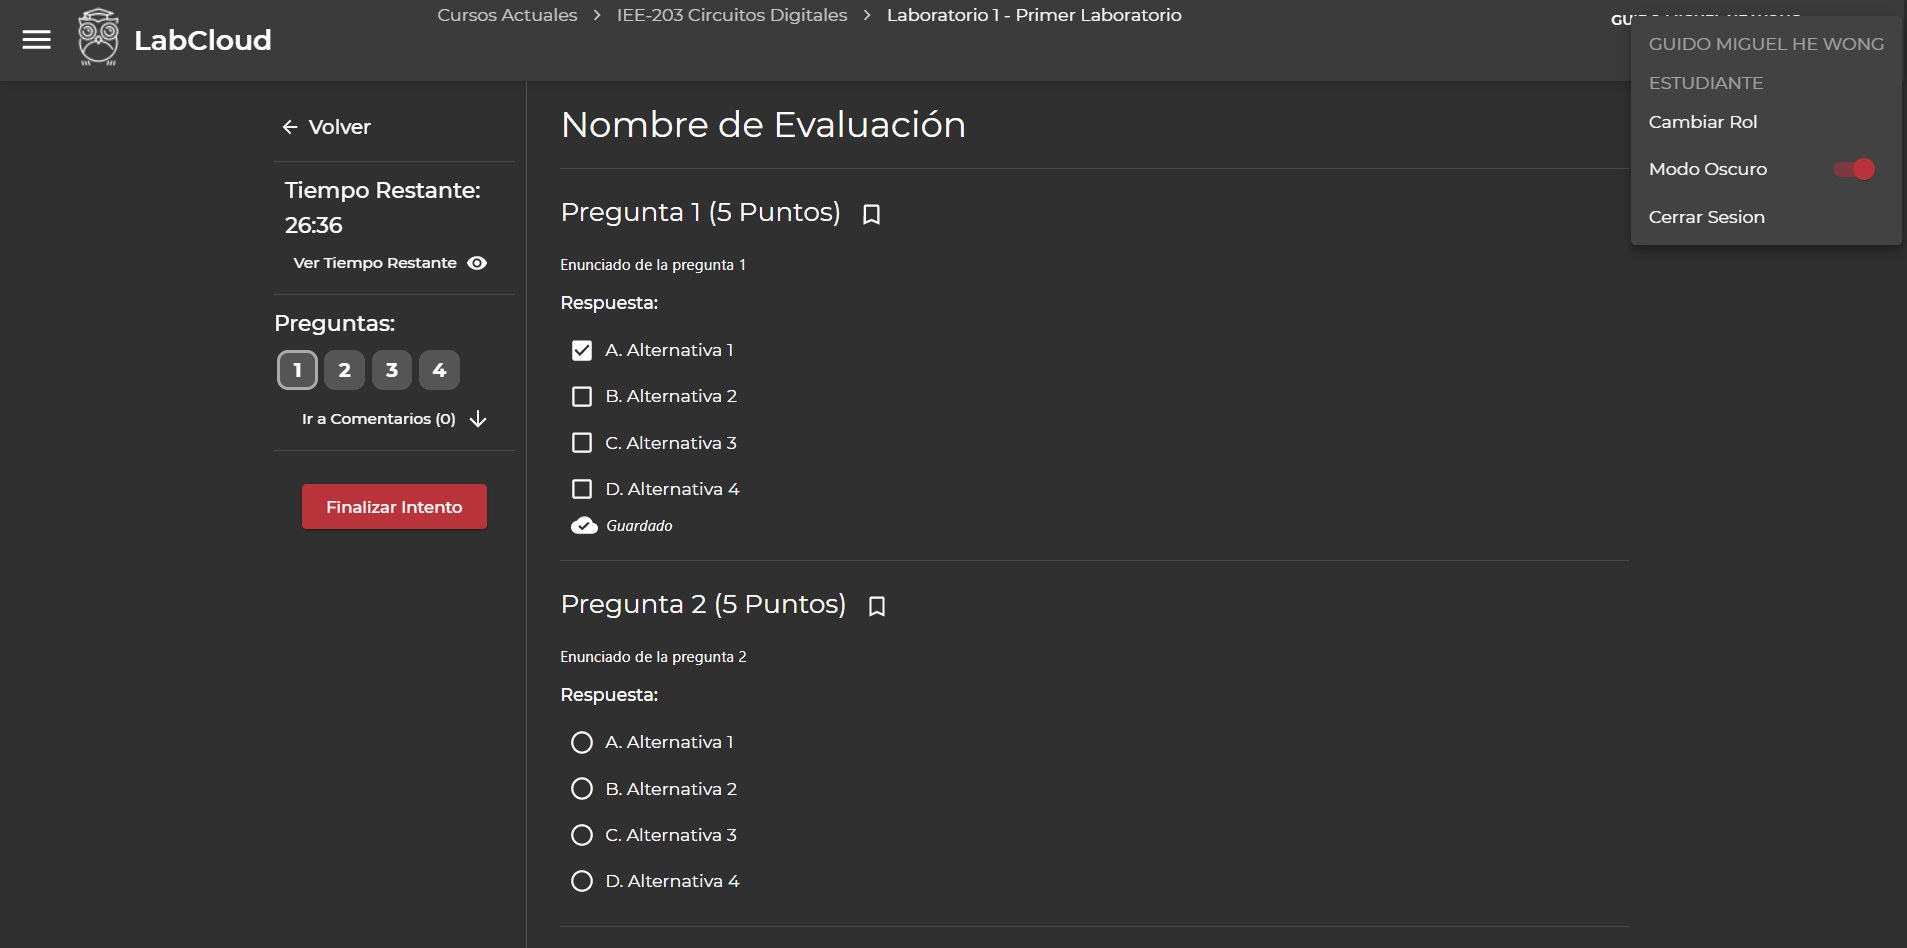 LabCloud
Cursos Actuales > IEE-203 Circuitos Digitales > Laboratorio 1 - Primer Laboratorio
GUIDO MIGUEL HE WONG
ESTUDIANTE
Cambiar Rol
Modo Oscuro
Cerrar Sesion
Volver
Tiempo Restante:
26:36
Ver Tiempo Restante
Preguntas:
1 2 3 4
Ir a Comentarios (0)
Finalizar Intento
Nombre de Evaluación
Pregunta 1 (5 Puntos)
Enunciado de la pregunta 1
Respuesta:
A. Alternativa 1
B. Alternativa 2
C. Alternativa 3
D. Alternativa 4
Guardado
Pregunta 2 (5 Puntos)
Enunciado de la pregunta 2
Respuesta:
A. Alternativa 1
B. Alternativa 2
C. Alternativa 3
D. Alternativa 4